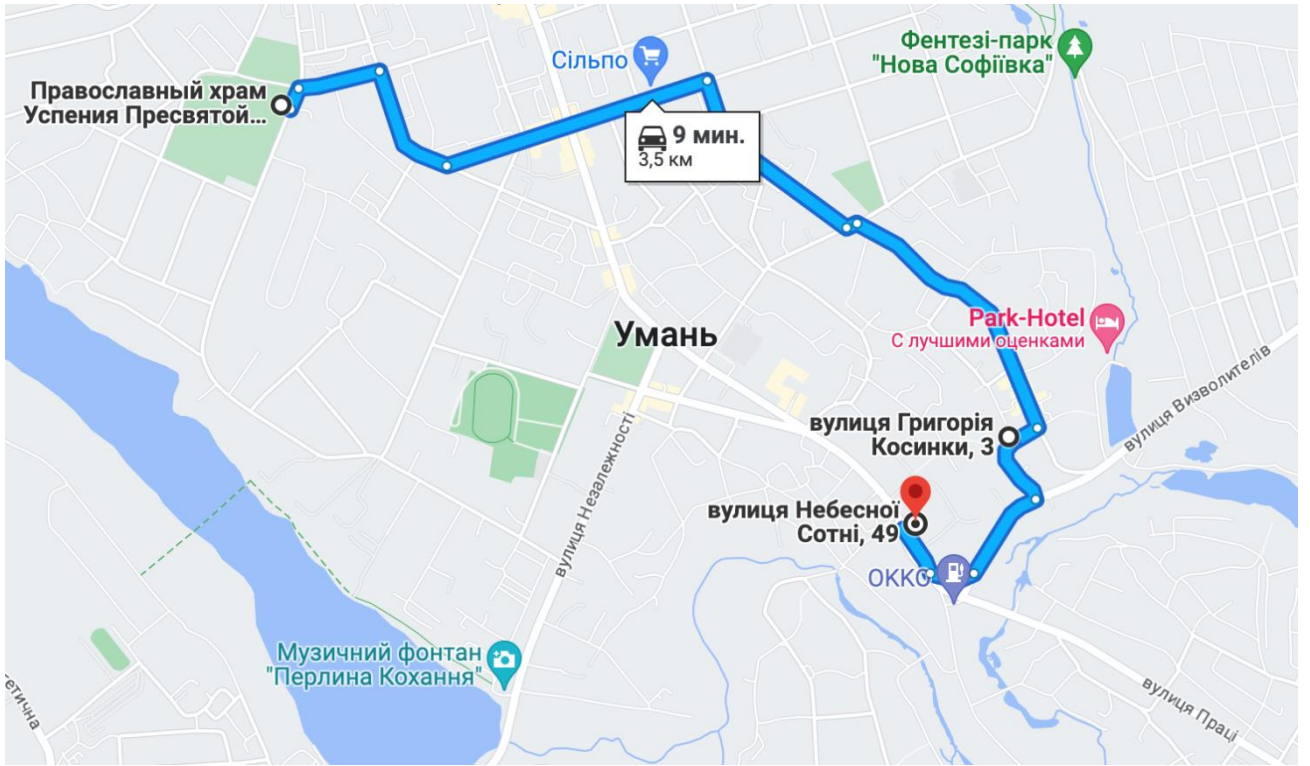 Фентезі-парк
"Нова Софіївка"
Сільпо
Православный храм
Успения Пресвятой...
9 мин.
3,5 км
Park-Hotel
С лучшими оценками
Умань
вулиця Визволителів
вулиця Григорія
Косинки, 3
вулиця Незалежності
вулиця Небесної
Сотні, 49
ОККО
Музичний фонтан
"Перлина Кохання"
вулиця Праці